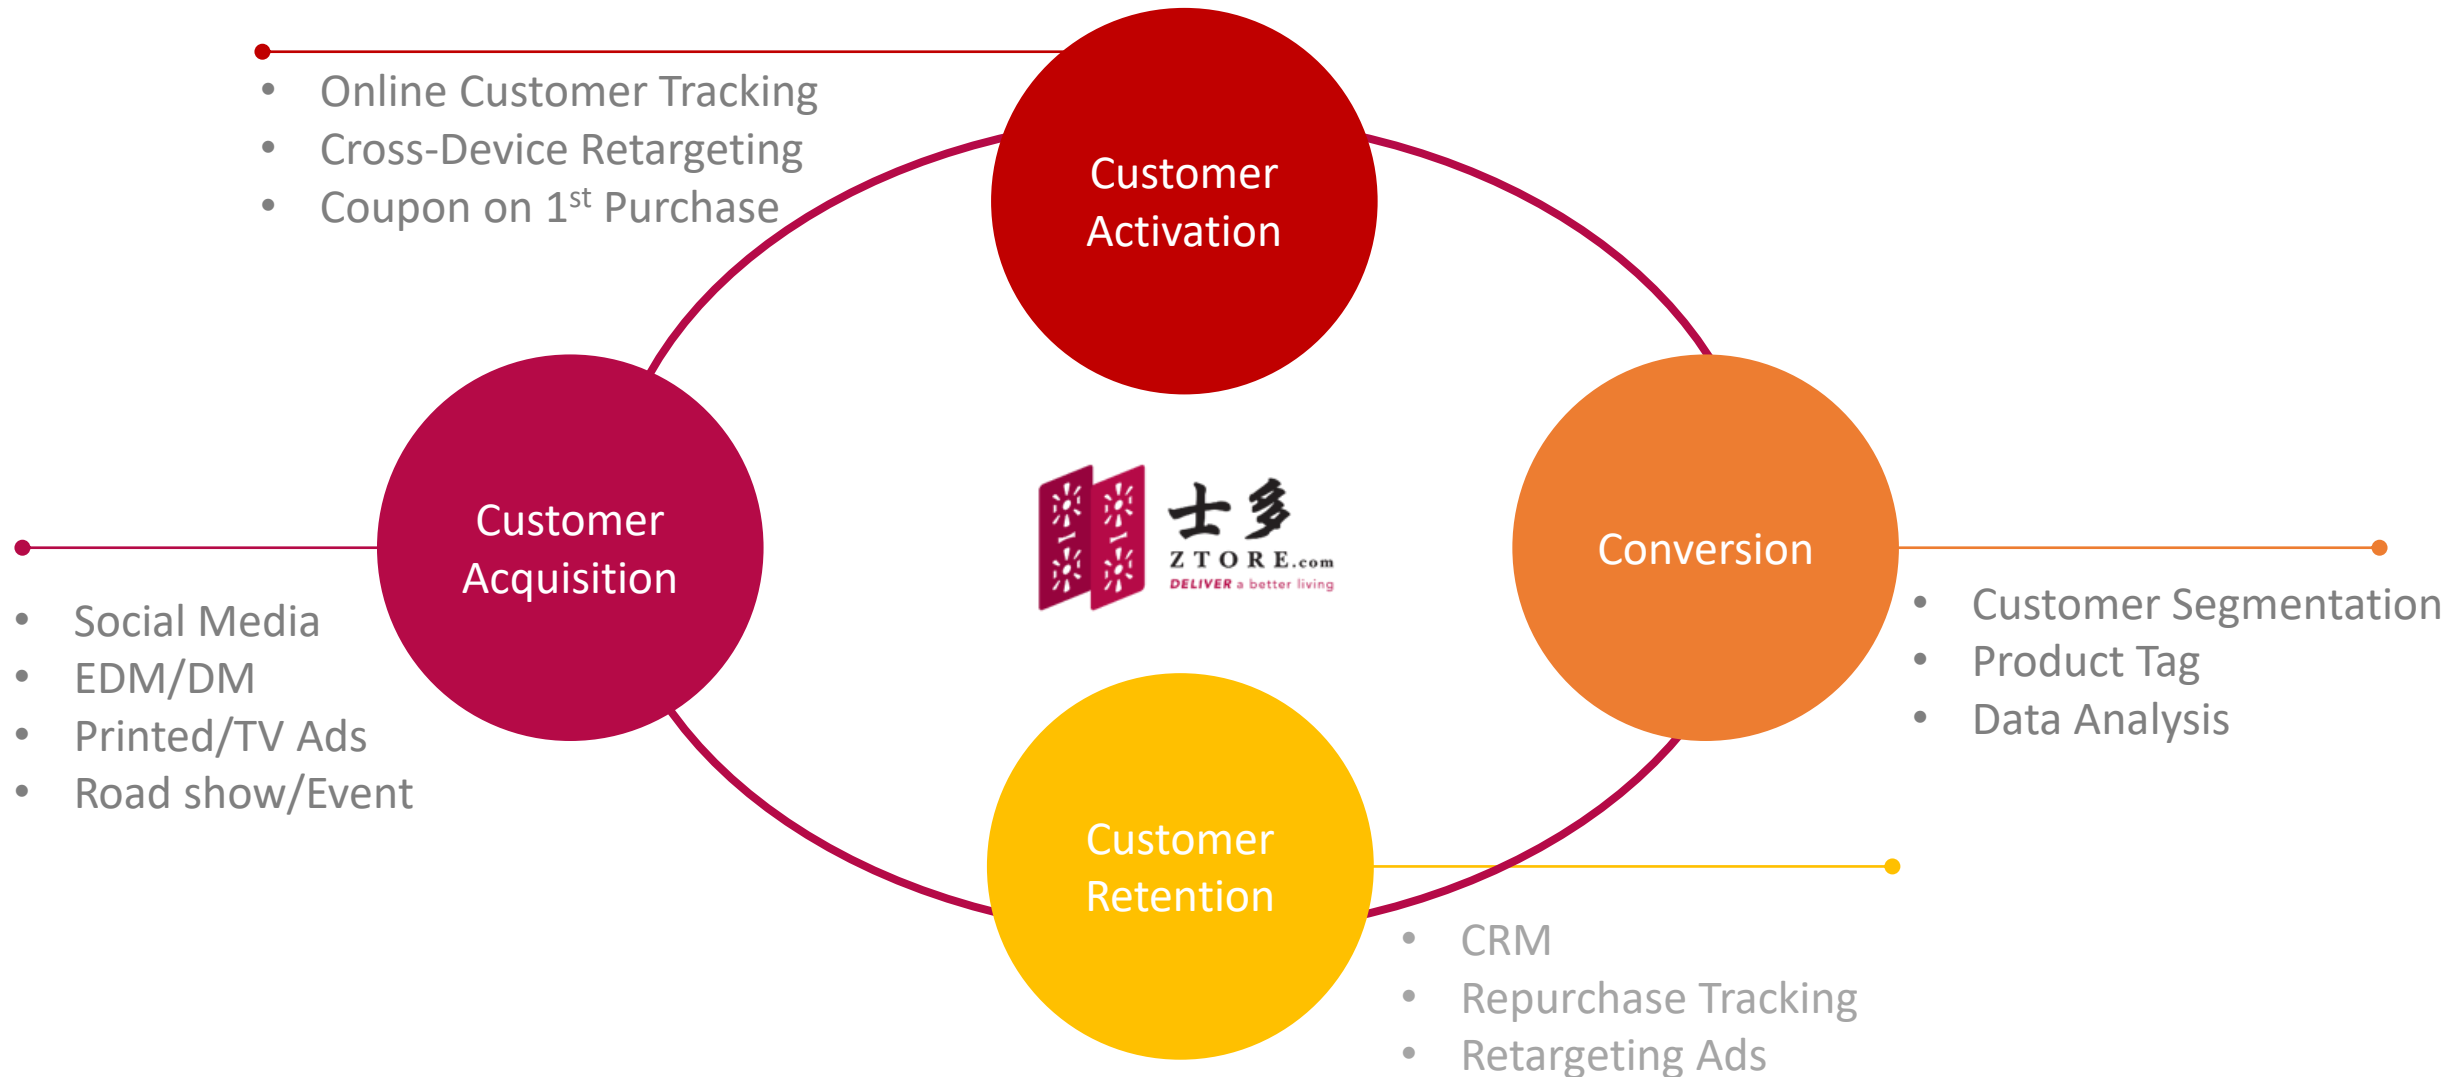 • Online Customer Tracking
• Cross-Device Retargeting
• Coupon on 1st Purchase
Customer
Activation
Customer
Acquisition
• Social Media
• EDM/DM
• Printed/TV Ads
• Road show/Event
士多
ZTORE.com
DELIVER a better living
Conversion
• Customer Segmentation
• Product Tag
• Data Analysis
Customer
Retention
• CRM
• Repurchase Tracking
• Retargeting Ads